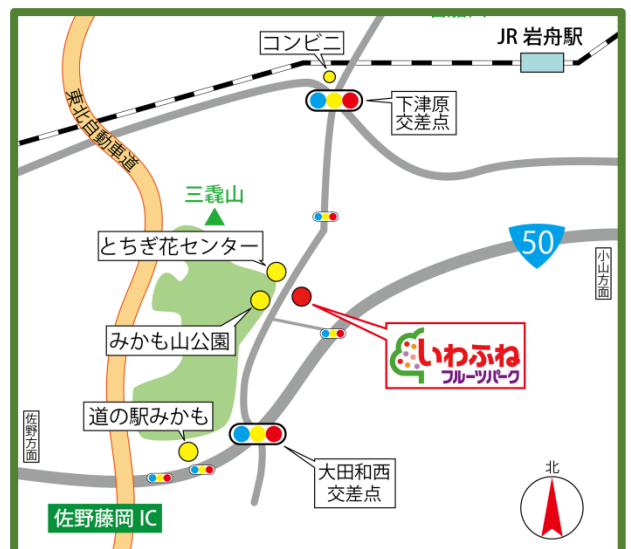 コンビニ
JR 岩舟駅
下津原
交差点
東北自動車道
三毳山
とちぎ花センター
50
小山方面
みかも山公園
いわふね
フルーツパーク
道の駅みかも
佐野方面
大田和西
交差点
北
佐野藤岡 IC